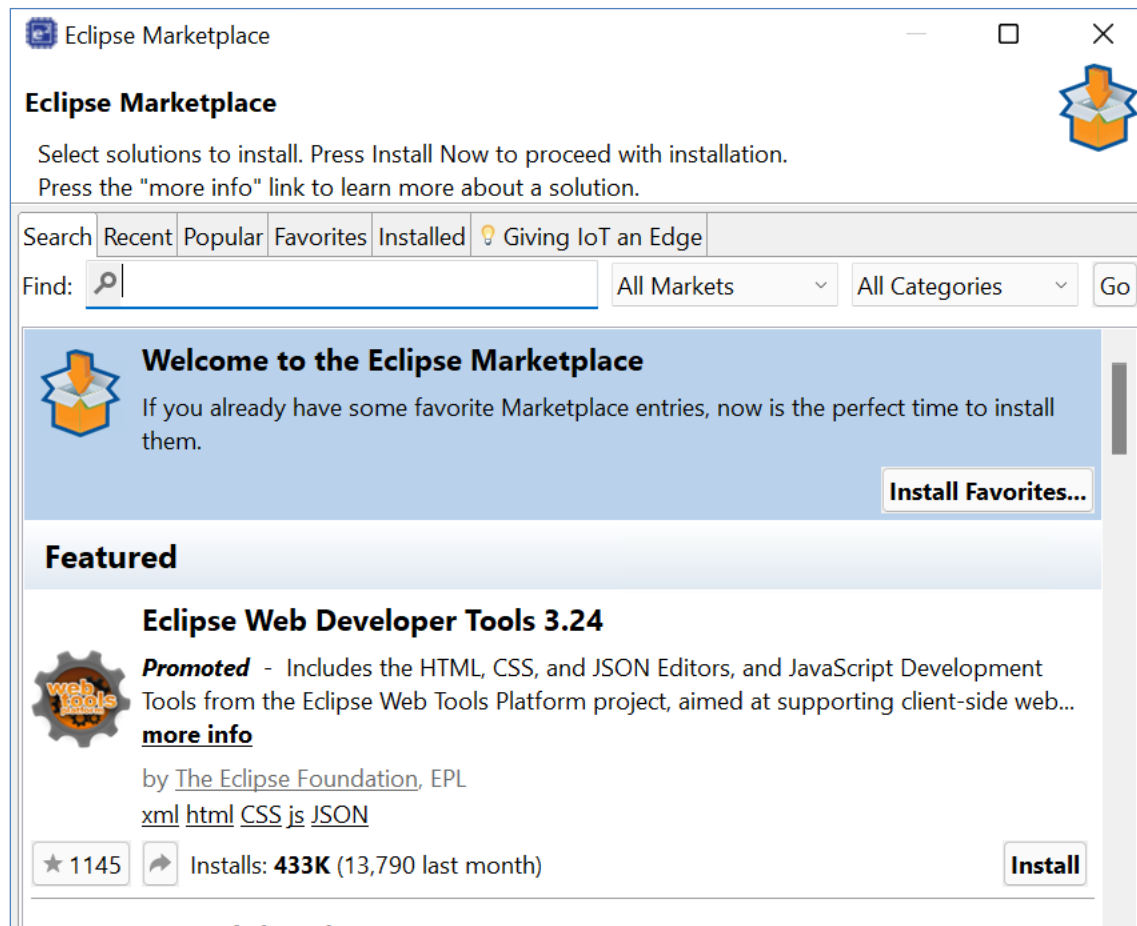 Eclipse Marketplace
Eclipse Marketplace
Select solutions to install. Press Install Now to proceed with installation.
Press the "more info" link to learn more about a solution.
Search Recent Popular Favorites Installed Giving IoT an Edge
Find: All Markets All Categories Go
Welcome to the Eclipse Marketplace
If you already have some favorite Marketplace entries, now is the perfect time to install
them.
Install Favorites...
Featured
Eclipse Web Developer Tools 3.24
Promoted - Includes the HTML, CSS, and JSON Editors, and JavaScript Development
web
tools
platform
Tools from the Eclipse Web Tools Platform project, aimed at supporting client-side web...
more info
by The Eclipse Foundation, EPL
xml html CSS js JSON
1145 Installs: 433K (13,790 last month) Install